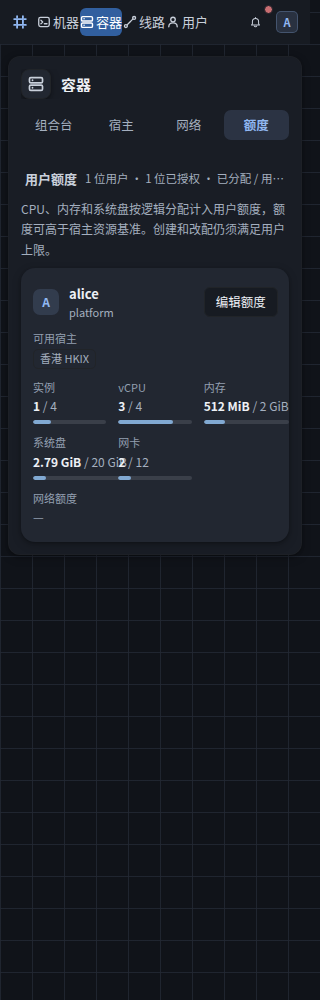 机器 容器 线路 用户 A
容器
组合台 宿主 网络 额度
用户额度 1 位用户 · 1 位已授权 · 已分配 / 用…
CPU、内存和系统盘按逻辑分配计入用户额度，额
度可高于宿主资源基准。创建和改配仍须满足用户
上限。
A alice 编辑额度
platform
可用宿主
香港 HKIX
实例 vCPU 内存
1 / 4 3 / 4 512 MiB / 2 GiB
系统盘 网卡
2.79 GiB / 20 GiB 2 / 12
网络额度
—